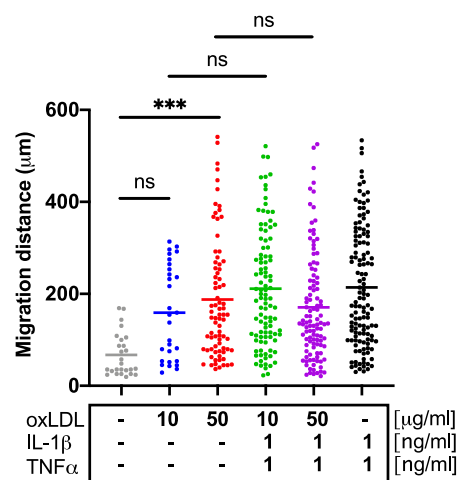 ns
ns
***
ns
600
400
200
0
Migration distance (μm)
oxLDL - 10 50 10 50 - [μg/ml]
IL-1β - - - 1 1 1 [ng/ml]
TNFα - - - 1 1 1 [ng/ml]